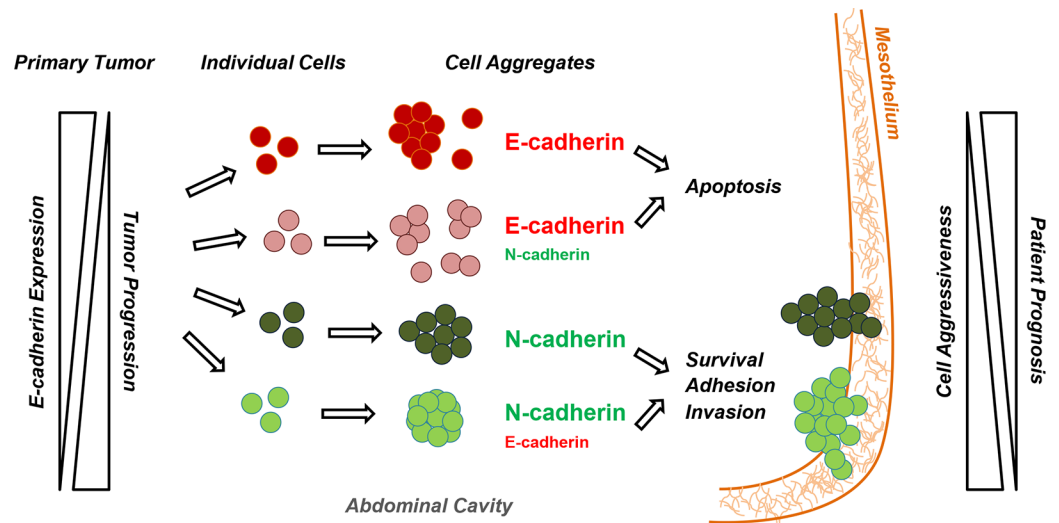 Primary Tumor
Individual Cells
Cell Aggregates
Mesothelium
E-cadherin Expression
Tumor Progression
E-cadherin
E-cadherin
N-cadherin
Apoptosis
N-cadherin
N-cadherin
E-cadherin
Survival
Adhesion
Invasion
Cell Aggressiveness
Patient Prognosis
Abdominal Cavity